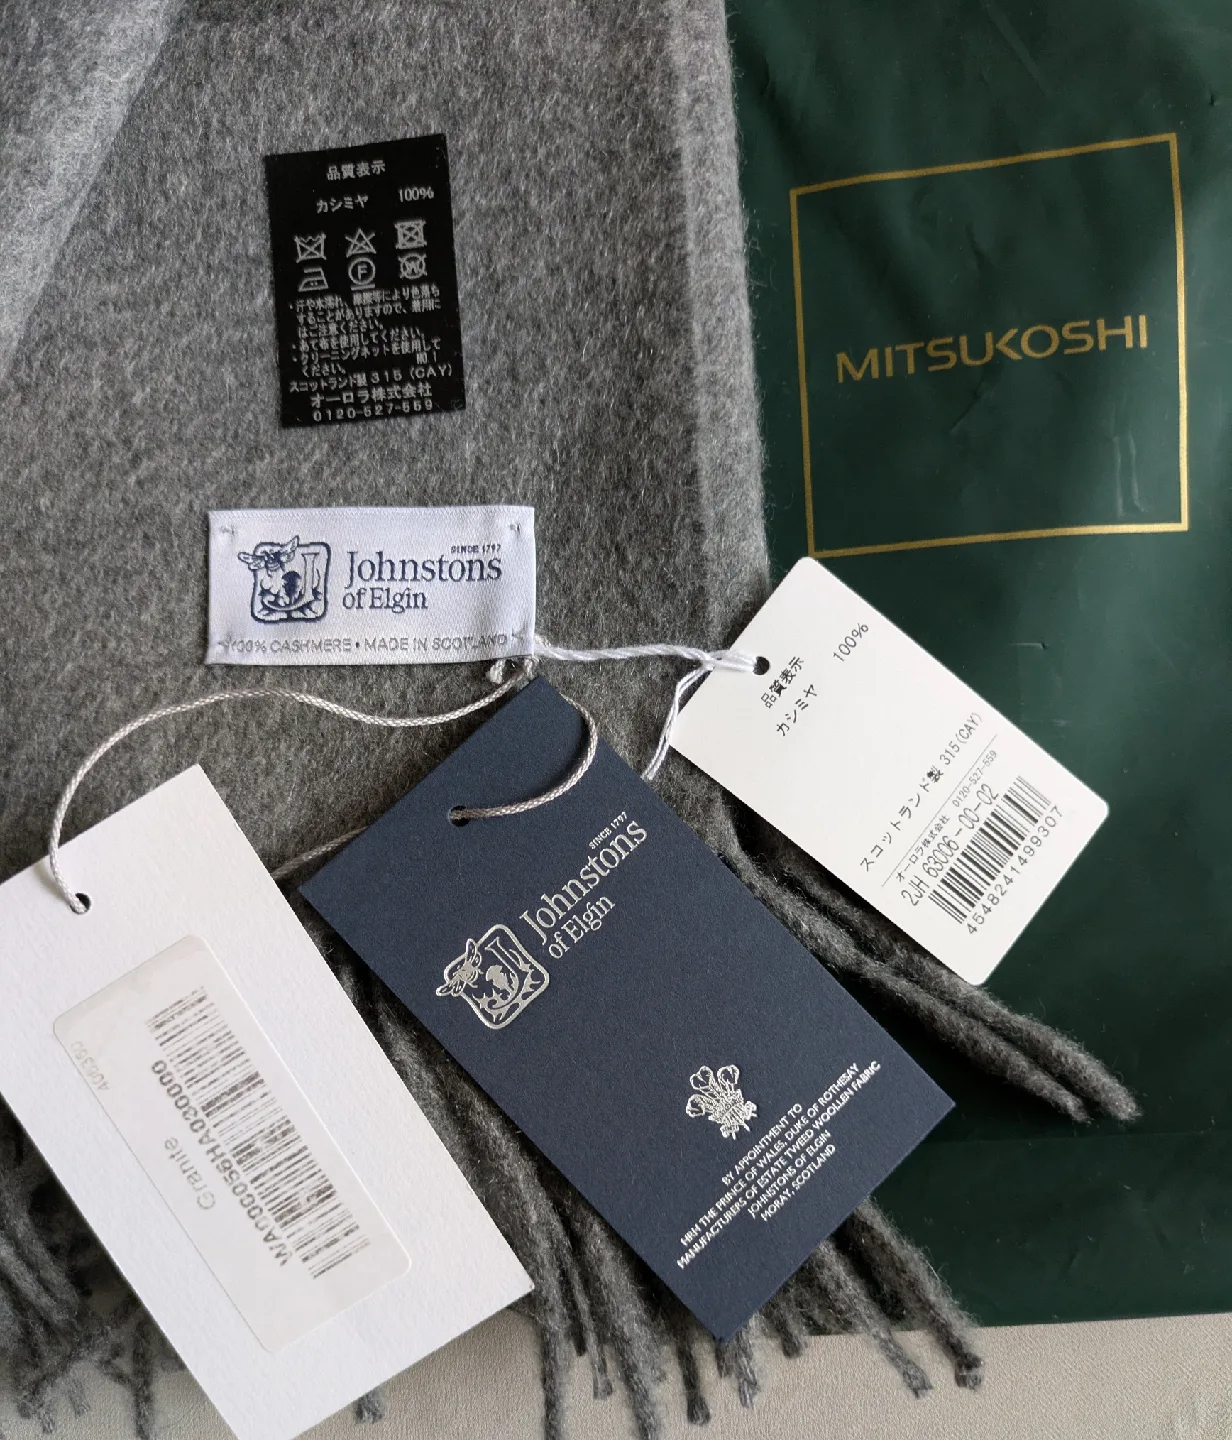 品質表示
カシミヤ 100%
F
W
・汗や水濡れ、摩擦等により色落ち
することがありますので、着用に
はご注意ください。
・あて布を使用してください。
・クリーニングネットを使用して
ください。
スコットランド製 315 (CAY)
オーロラ株式会社
0120-527-559
MITSUKOSHI
SINCE 1797
Johnstons
of Elgin
100% CASHMERE • MADE IN SCOTLAND
品質表示
カシミヤ 100%
スコットランド製 315(CAY)
オーロラ株式会社 0120-527-559
2JH 63006-00-02
4548241499307
SINCE 1797
Johnstons
of Elgin
BY APPOINTMENT TO
HRH THE PRINCE OF WALES, DUKE OF ROTHESAY
MANUFACTURERS OF ESTATE TWEED WOOLLEN FABRIC
JOHNSTONS OF ELGIN
MORAY, SCOTLAND
Granite